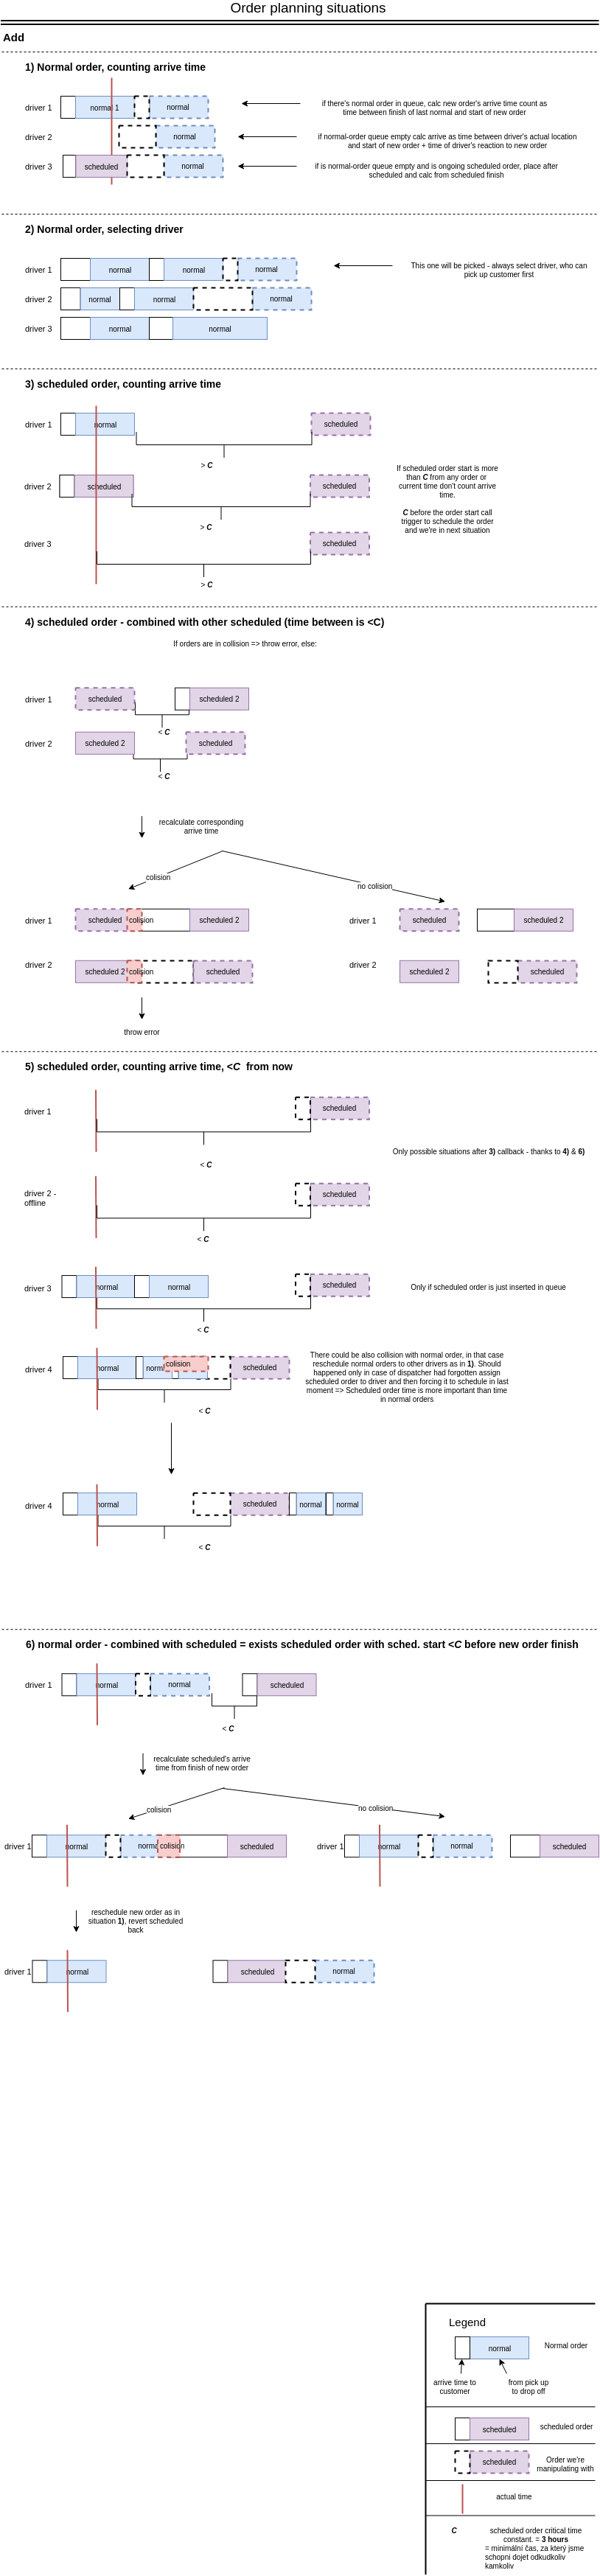 Order planning situations
Add
1) Normal order, counting arrive time
driver 1
normal 1
normal
if there's normal order in queue, calc new order's arrive time count as
time between finish of last normal and start of new order
driver 2
normal
if normal-order queue empty calc arrive as time between driver's actual location
and start of new order + time of driver's reaction to new order
driver 3
scheduled
normal
if is normal-order queue empty and is ongoing scheduled order, place after
scheduled and calc from scheduled finish
2) Normal order, selecting driver
driver 1
normal
normal
normal
This one will be picked - always select driver, who can
pick up customer first
driver 2
normal
normal
normal
driver 3
normal
normal
3) scheduled order, counting arrive time
driver 1
normal
scheduled
> C
driver 2
scheduled
scheduled
> C
If scheduled order start is more
than C from any order or
current time don't count arrive
time.
C before the order start call
trigger to schedule the order
and we're in next situation
driver 3
scheduled
> C
4) scheduled order - combined with other scheduled (time between is <C)
If orders are in collision => throw error, else:
driver 1
scheduled
scheduled 2
< C
driver 2
scheduled 2
scheduled
< C
recalculate corresponding
arrive time
colision
no colision
driver 1
scheduled
colision
scheduled 2
driver 1
scheduled
scheduled 2
driver 2
scheduled 2
colision
scheduled
driver 2
scheduled 2
scheduled
throw error
5) scheduled order, counting arrive time, <C from now
driver 1
scheduled
< C
Only possible situations after 3) callback - thanks to 4) & 6)
driver 2 -
offline
scheduled
< C
driver 3
normal
normal
scheduled
Only if scheduled order is just inserted in queue
< C
driver 4
normal
colision
scheduled
There could be also collision with normal order, in that case
reschedule normal orders to other drivers as in 1). Should
happened only in case of dispatcher had forgotten assign
scheduled order to driver and then forcing it to schedule in last
moment => Scheduled order time is more important than time
in normal orders
< C
driver 4
normal
scheduled
normal
normal
< C
6) normal order - combined with scheduled = exists scheduled order with sched. start <C before new order finish
driver 1
normal
normal
scheduled
< C
recalculate scheduled's arrive
time from finish of new order
colision
no colision
driver 1
normal
colision
scheduled
driver 1
normal
normal
scheduled
reschedule new order as in
situation 1), revert scheduled
back
driver 1
normal
scheduled
normal
Legend
normal
Normal order
arrive time to
customer
from pick up
to drop off
scheduled
scheduled order
scheduled
Order we're
manipulating with
actual time
C
scheduled order critical time
constant. = 3 hours
= minimální čas, za který jsme
schopni dojet odkudkoliv
kamkoliv